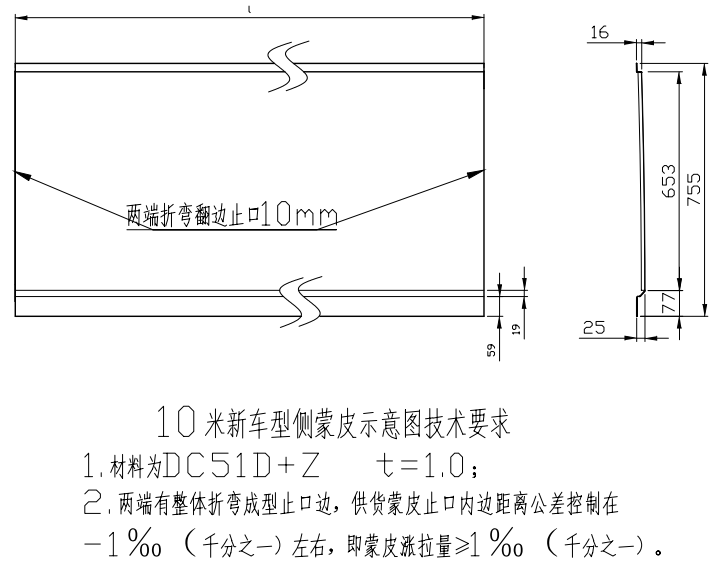 l
16
653
755
两端折弯翻边止口10mm
19
59
77
25
10米新车型侧蒙皮示意图技术要求
1.材料为DC51D+Z t=1.0;
2.两端有整体折弯成型止口边，供货蒙皮止口内边距离公差控制在
-1‰（千分之一）左右，即蒙皮涨拉量≥1‰（千分之一）。